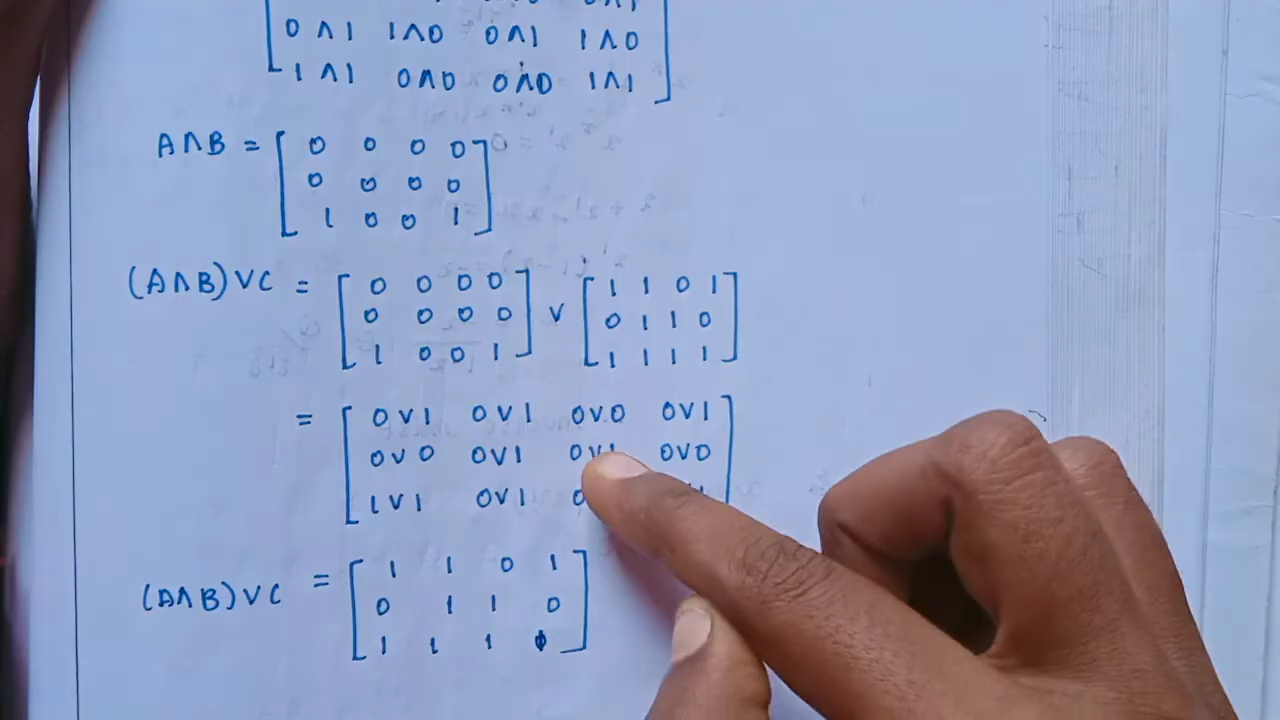 0 ∧ 1 1 ∧ 0 0 ∧ 1 1 ∧ 0
1 ∧ 1 0 ∧ 0 0 ∧ 0 1 ∧ 1
A ∧ B = [ 0 0 0 0
0 0 0 0
1 0 0 1 ]
(A ∧ B) ∨ C = [ 0 0 0 0 ] ∨ [ 1 1 0 1 ]
0 0 0 0 0 1 1 0
1 0 0 1 1 1 1 1
= [ 0 ∨ 1 0 ∨ 1 0 ∨ 0 0 ∨ 1 ]
0 ∨ 0 0 ∨ 1 0 ∨ 1 0 ∨ 0
1 ∨ 1 0 ∨ 1 0
(A ∧ B) ∨ C = [ 1 1 0 1 ]
0 1 1 0
1 1 1